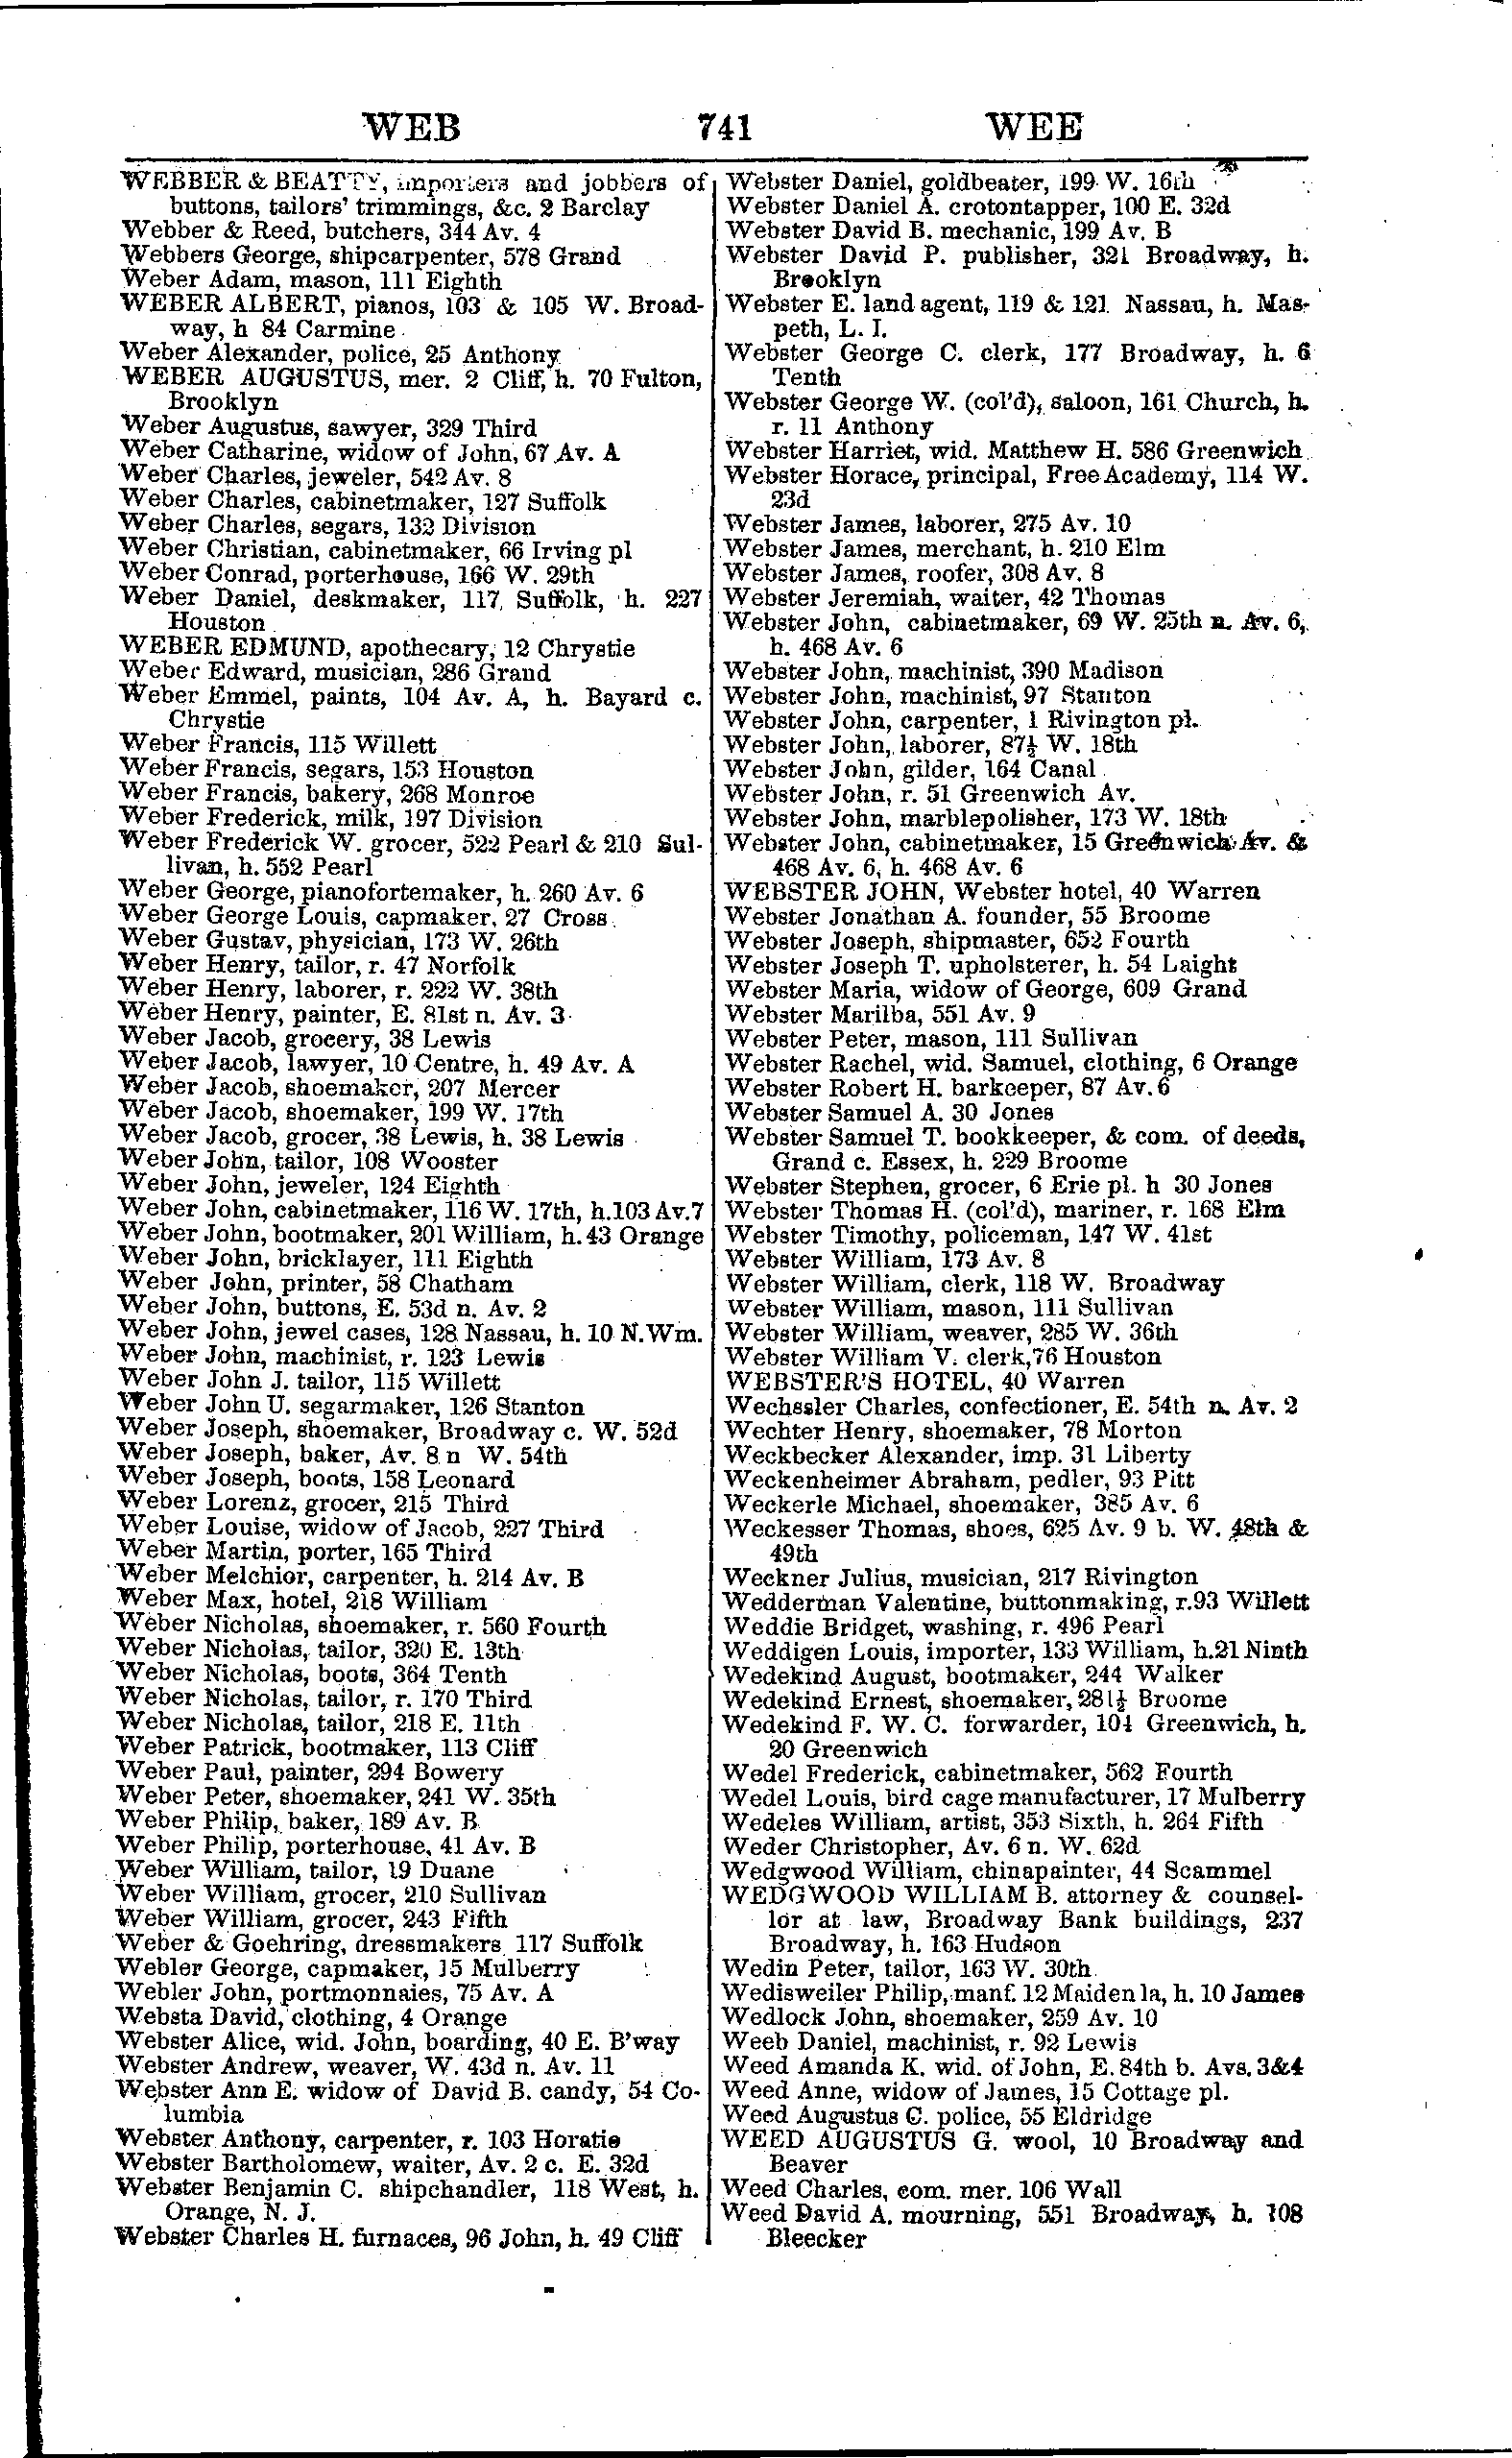 WEB 741 WEE
WEBBER & BEATTY, importers and jobbers of
buttons, tailors' trimmings, &c. 2 Barclay
Webber & Reed, butchers, 344 Av. 4
Webbers George, shipcarpenter, 578 Grand
Weber Adam, mason, 111 Eighth
WEBER ALBERT, pianos, 103 & 105 W. Broad-
way, h 84 Carmine
Weber Alexander, police, 25 Anthony
WEBER AUGUSTUS, mer. 2 Cliff, h. 70 Fulton,
Brooklyn
Weber Augustus, sawyer, 329 Third
Weber Catharine, widow of John, 67 Av. A
Weber Charles, jeweler, 542 Av. 8
Weber Charles, cabinetmaker, 127 Suffolk
Weber Charles, segars, 132 Division
Weber Christian, cabinetmaker, 66 Irving pl
Weber Conrad, porterhouse, 166 W. 29th
Weber Daniel, deskmaker, 117 Suffolk, h. 227
Houston
WEBER EDMUND, apothecary, 12 Chrystie
Weber Edward, musician, 286 Grand
Weber Emmel, paints, 104 Av. A, h. Bayard c.
Chrystie
Weber Francis, 115 Willett
Weber Francis, segars, 153 Houston
Weber Francis, bakery, 268 Monroe
Weber Frederick, milk, 197 Division
Weber Frederick W. grocer, 522 Pearl & 210 Sul-
livan, h. 552 Pearl
Weber George, pianofortemaker, h. 260 Av. 6
Weber George Louis, capmaker, 27 Cross
Weber Gustav, physician, 173 W. 26th
Weber Henry, tailor, r. 47 Norfolk
Weber Henry, laborer, r. 222 W. 38th
Weber Henry, painter, E. 81st n. Av. 3
Weber Jacob, grocery, 38 Lewis
Weber Jacob, lawyer, 10 Centre, h. 49 Av. A
Weber Jacob, shoemaker, 207 Mercer
Weber Jacob, shoemaker, 199 W. 17th
Weber Jacob, grocer, 38 Lewis, h. 38 Lewis
Weber John, tailor, 108 Wooster
Weber John, jeweler, 124 Eighth
Weber John, cabinetmaker, 116 W. 17th, h.103 Av.7
Weber John, bootmaker, 201 William, h. 43 Orange
Weber John, bricklayer, 111 Eighth
Weber John, printer, 58 Chatham
Weber John, buttons, E. 53d n. Av. 2
Weber John, jewel cases, 128 Nassau, h. 10 N.Wm.
Weber John, machinist, r. 123 Lewis
Weber John J. tailor, 115 Willett
Weber John U. segarmaker, 126 Stanton
Weber Joseph, shoemaker, Broadway c. W. 52d
Weber Joseph, baker, Av. 8 n W. 54th
Weber Joseph, boots, 158 Leonard
Weber Lorenz, grocer, 215 Third
Weber Louise, widow of Jacob, 227 Third
Weber Martin, porter, 165 Third
Weber Melchior, carpenter, h. 214 Av. B
Weber Max, hotel, 218 William
Weber Nicholas, shoemaker, r. 560 Fourth
Weber Nicholas, tailor, 320 E. 13th
Weber Nicholas, boots, 364 Tenth
Weber Nicholas, tailor, r. 170 Third
Weber Nicholas, tailor, 218 E. 11th
Weber Patrick, bootmaker, 113 Cliff
Weber Paul, painter, 294 Bowery
Weber Peter, shoemaker, 241 W. 35th
Weber Philip, baker, 189 Av. B
Weber Philip, porterhouse, 41 Av. B
Weber William, tailor, 19 Duane
Weber William, grocer, 210 Sullivan
Weber William, grocer, 243 Fifth
Weber & Goehring, dressmakers 117 Suffolk
Webler George, capmaker, 15 Mulberry
Webler John, portmonnaies, 75 Av. A
Websta David, clothing, 4 Orange
Webster Alice, wid. John, boarding, 40 E. B'way
Webster Andrew, weaver, W. 43d n. Av. 11
Webster Ann E. widow of David B. candy, 54 Co-
lumbia
Webster Anthony, carpenter, r. 103 Horatio
Webster Bartholomew, waiter, Av. 2 c. E. 32d
Webster Benjamin C. shipchandler, 118 West, h.
Orange, N. J.
Webster Charles H. furnaces, 96 John, h. 49 Cliff
Webster Daniel, goldbeater, 199 W. 16th
Webster Daniel A. crotontapper, 100 E. 32d
Webster David B. mechanic, 199 Av. B
Webster David P. publisher, 321 Broadway, h.
Brooklyn
Webster E. land agent, 119 & 121 Nassau, h. Mas-
peth, L. I.
Webster George C. clerk, 177 Broadway, h. 6
Tenth
Webster George W. (col'd), saloon, 161 Church, h.
r. 11 Anthony
Webster Harriet, wid. Matthew H. 586 Greenwich
Webster Horace, principal, Free Academy, 114 W.
23d
Webster James, laborer, 275 Av. 10
Webster James, merchant, h. 210 Elm
Webster James, roofer, 308 Av. 8
Webster Jeremiah, waiter, 42 Thomas
Webster John, cabinetmaker, 69 W. 25th n. Av. 6,
h. 468 Av. 6
Webster John, machinist, 390 Madison
Webster John, machinist, 97 Stanton
Webster John, carpenter, 1 Rivington pl.
Webster John, laborer, 87½ W. 18th
Webster John, gilder, 164 Canal
Webster John, r. 51 Greenwich Av.
Webster John, marblepolisher, 173 W. 18th
Webster John, cabinetmaker, 15 Greenwich Av. &
468 Av. 6, h. 468 Av. 6
WEBSTER JOHN, Webster hotel, 40 Warren
Webster Jonathan A. founder, 55 Broome
Webster Joseph, shipmaster, 652 Fourth
Webster Joseph T. upholsterer, h. 54 Laight
Webster Maria, widow of George, 609 Grand
Webster Marilba, 551 Av. 9
Webster Peter, mason, 111 Sullivan
Webster Rachel, wid. Samuel, clothing, 6 Orange
Webster Robert H. barkeeper, 87 Av. 6
Webster Samuel A. 30 Jones
Webster Samuel T. bookkeeper, & com. of deeds,
Grand c. Essex, h. 229 Broome
Webster Stephen, grocer, 6 Erie pl. h 30 Jones
Webster Thomas H. (col'd), mariner, r. 168 Elm
Webster Timothy, policeman, 147 W. 41st
Webster William, 173 Av. 8
Webster William, clerk, 118 W. Broadway
Webster William, mason, 111 Sullivan
Webster William, weaver, 285 W. 36th
Webster William V. clerk, 76 Houston
WEBSTER'S HOTEL, 40 Warren
Wechssler Charles, confectioner, E. 54th n. Av. 2
Wechter Henry, shoemaker, 78 Morton
Weckbecker Alexander, imp. 31 Liberty
Weckenheimer Abraham, pedler, 93 Pitt
Weckerle Michael, shoemaker, 385 Av. 6
Weckesser Thomas, shoes, 625 Av. 9 b. W. 48th &
49th
Weckner Julius, musician, 217 Rivington
Wedderman Valentine, buttonmaking, r.93 Willett
Weddie Bridget, washing, r. 496 Pearl
Weddigen Louis, importer, 133 William, h.21 Ninth
Wedekind August, bootmaker, 244 Walker
Wedekind Ernest, shoemaker, 281½ Broome
Wedekind F. W. C. forwarder, 104 Greenwich, h.
20 Greenwich
Wedel Frederick, cabinetmaker, 562 Fourth
Wedel Louis, bird cage manufacturer, 17 Mulberry
Wedeles William, artist, 353 Sixth, h. 264 Fifth
Weder Christopher, Av. 6 n. W. 62d
Wedgwood William, chinapainter, 44 Scammel
WEDGWOOD WILLIAM B. attorney & counsel-
lor at law, Broadway Bank buildings, 237
Broadway, h. 163 Hudson
Wedin Peter, tailor, 163 W. 30th
Wedisweiler Philip, manf. 12 Maiden la, h. 10 James
Wedlock John, shoemaker, 259 Av. 10
Weeb Daniel, machinist, r. 92 Lewis
Weed Amanda K. wid. of John, E. 84th b. Avs. 3&4
Weed Anne, widow of James, 15 Cottage pl.
Weed Augustus C. police, 55 Eldridge
WEED AUGUSTUS G. wool, 10 Broadway and
Beaver
Weed Charles, com. mer. 106 Wall
Weed David A. mourning, 551 Broadway, h. 108
Bleecker